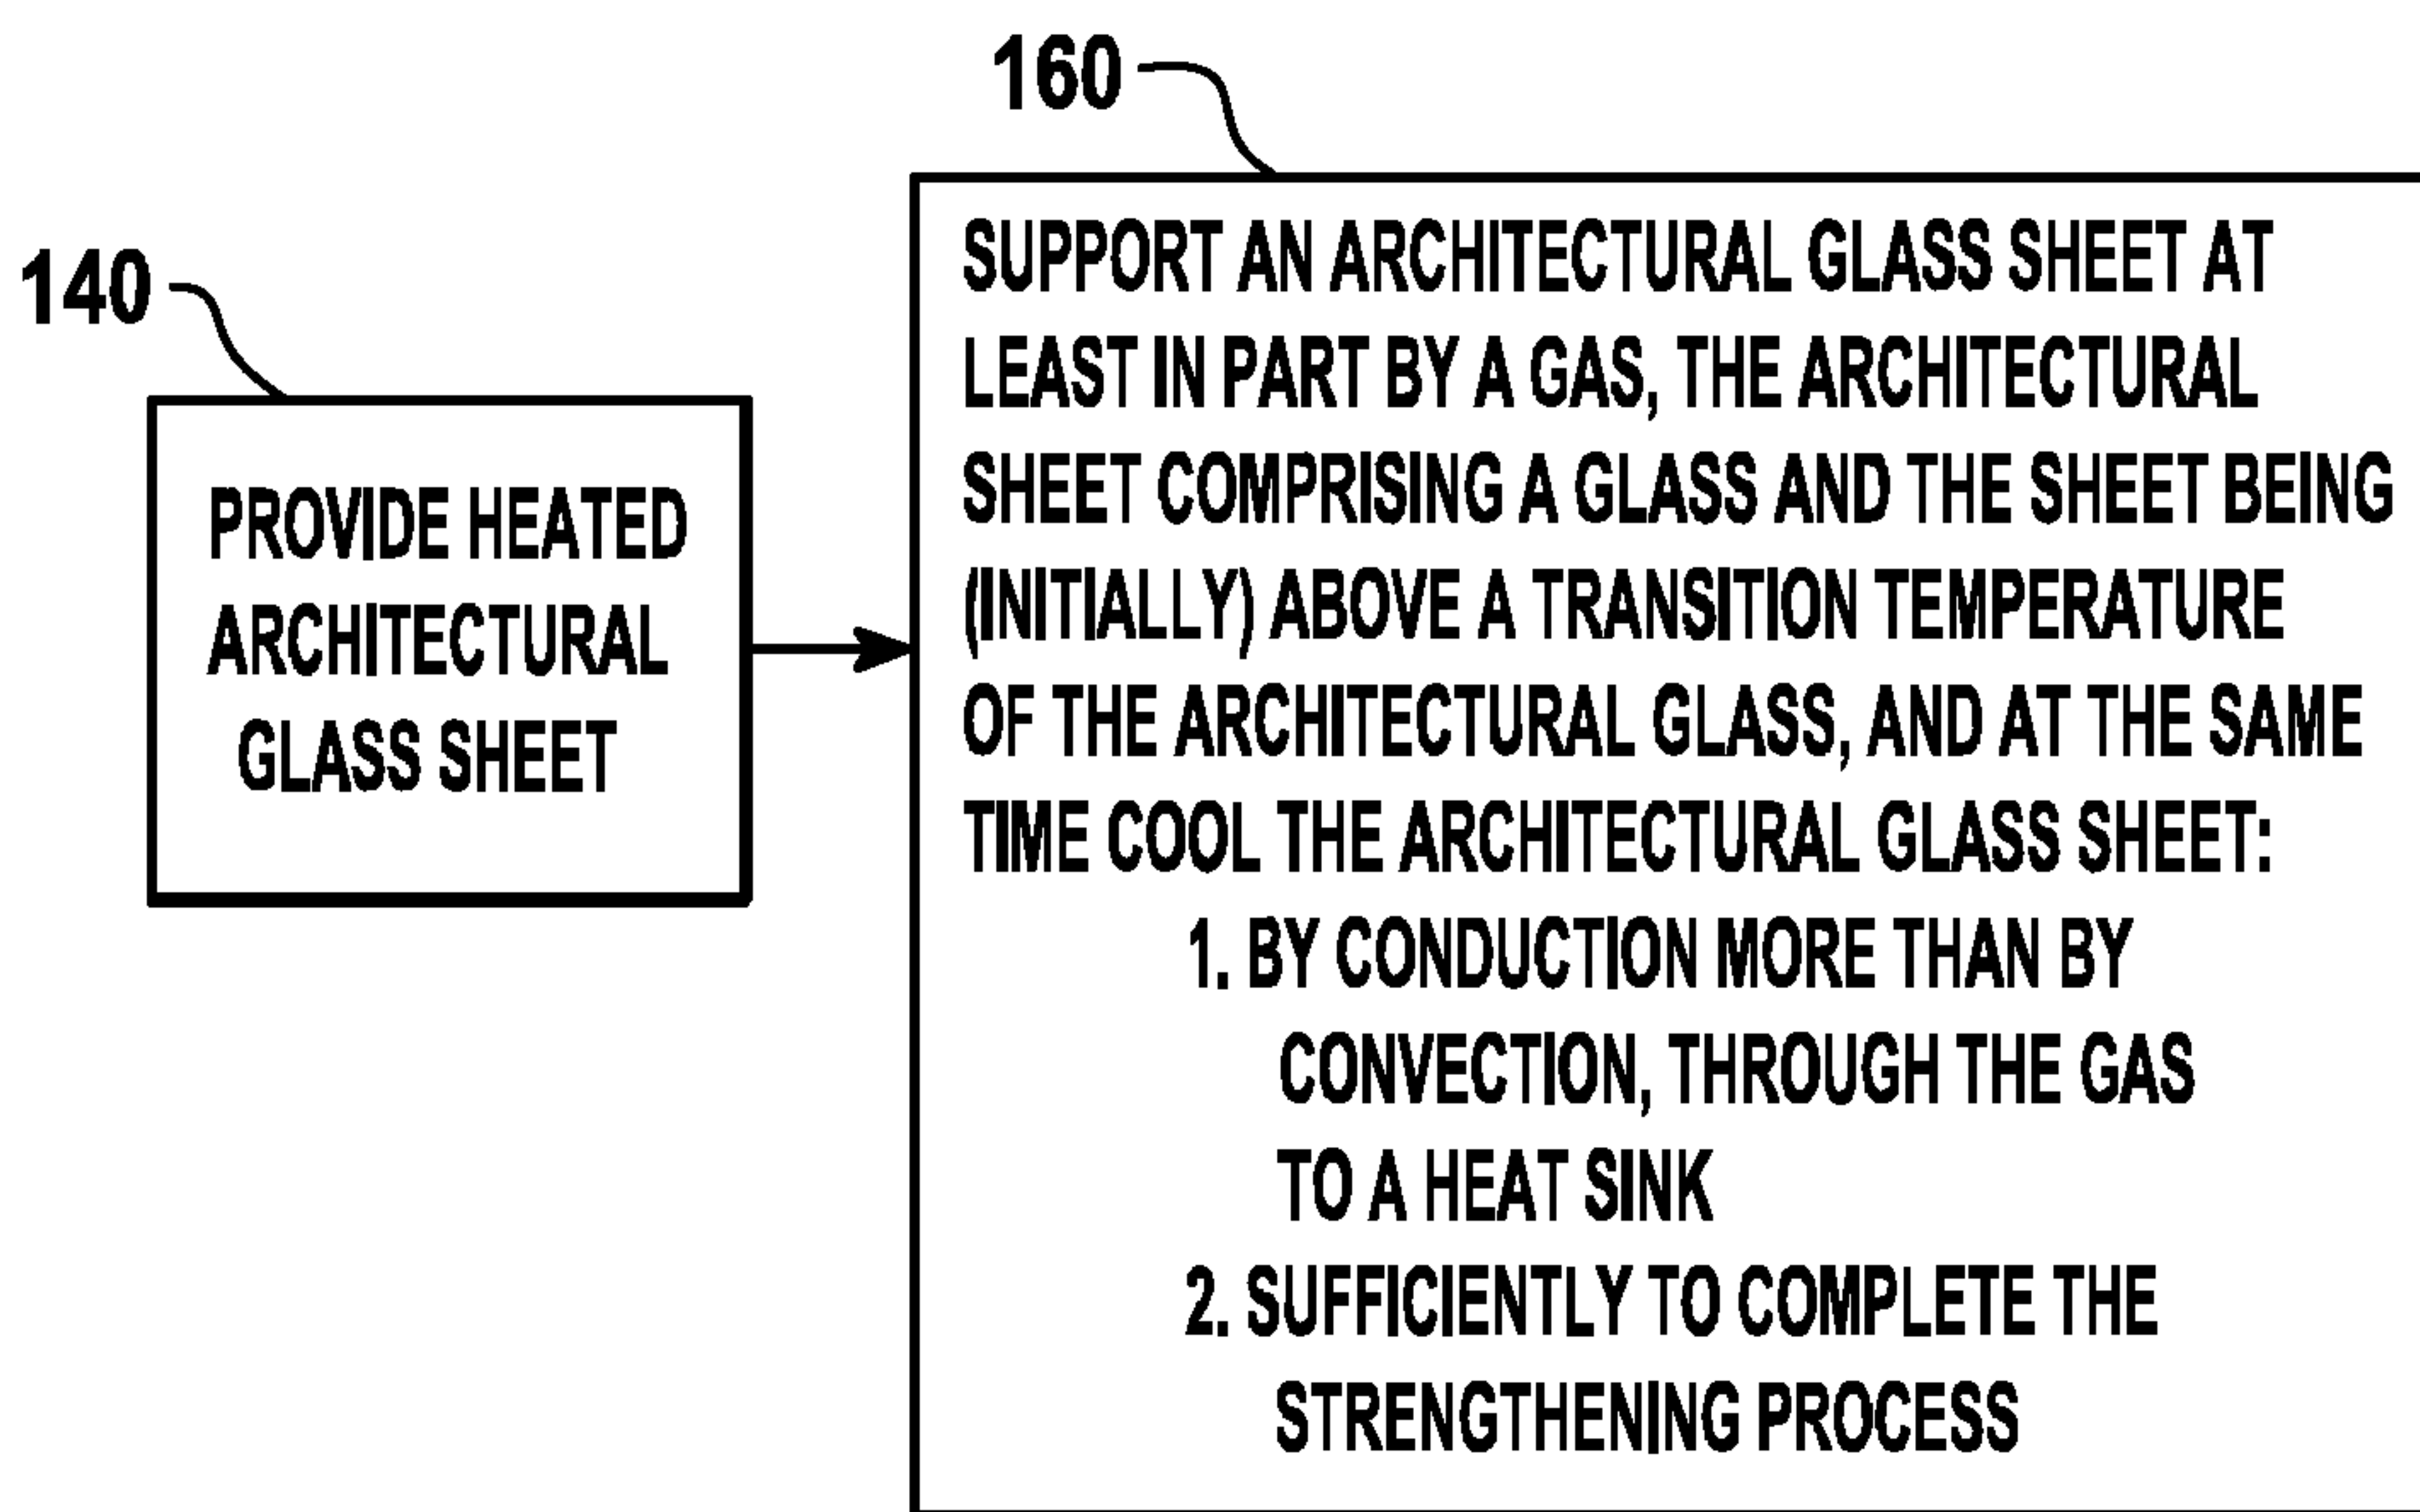 160
140
PROVIDE HEATED
ARCHITECTURAL
GLASS SHEET
SUPPORT AN ARCHITECTURAL GLASS SHEET AT
LEAST IN PART BY A GAS, THE ARCHITECTURAL
SHEET COMPRISING A GLASS AND THE SHEET BEING
(INITIALLY) ABOVE A TRANSITION TEMPERATURE
OF THE ARCHITECTURAL GLASS, AND AT THE SAME
TIME COOL THE ARCHITECTURAL GLASS SHEET:
1. BY CONDUCTION MORE THAN BY
CONVECTION, THROUGH THE GAS
TO A HEAT SINK
2. SUFFICIENTLY TO COMPLETE THE
STRENGTHENING PROCESS